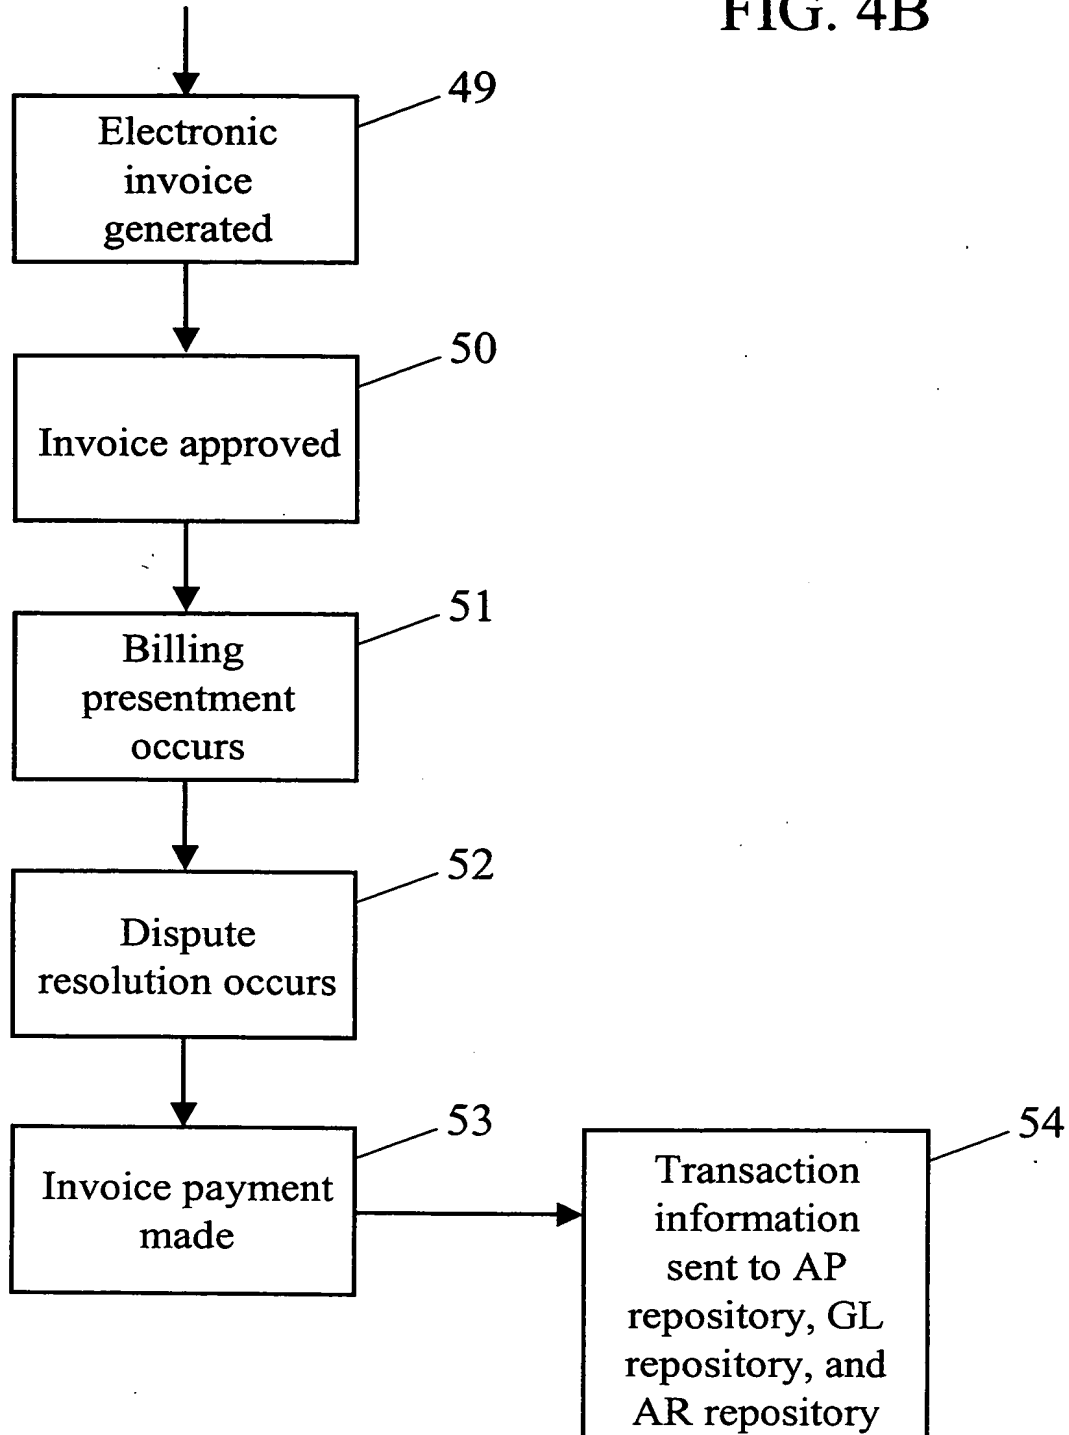 FIG. 4B
49
Electronic
invoice
generated
50
Invoice approved
51
Billing
presentment
occurs
52
Dispute
resolution occurs
53
Invoice payment
made
54
Transaction
information
sent to AP
repository, GL
repository, and
AR repository